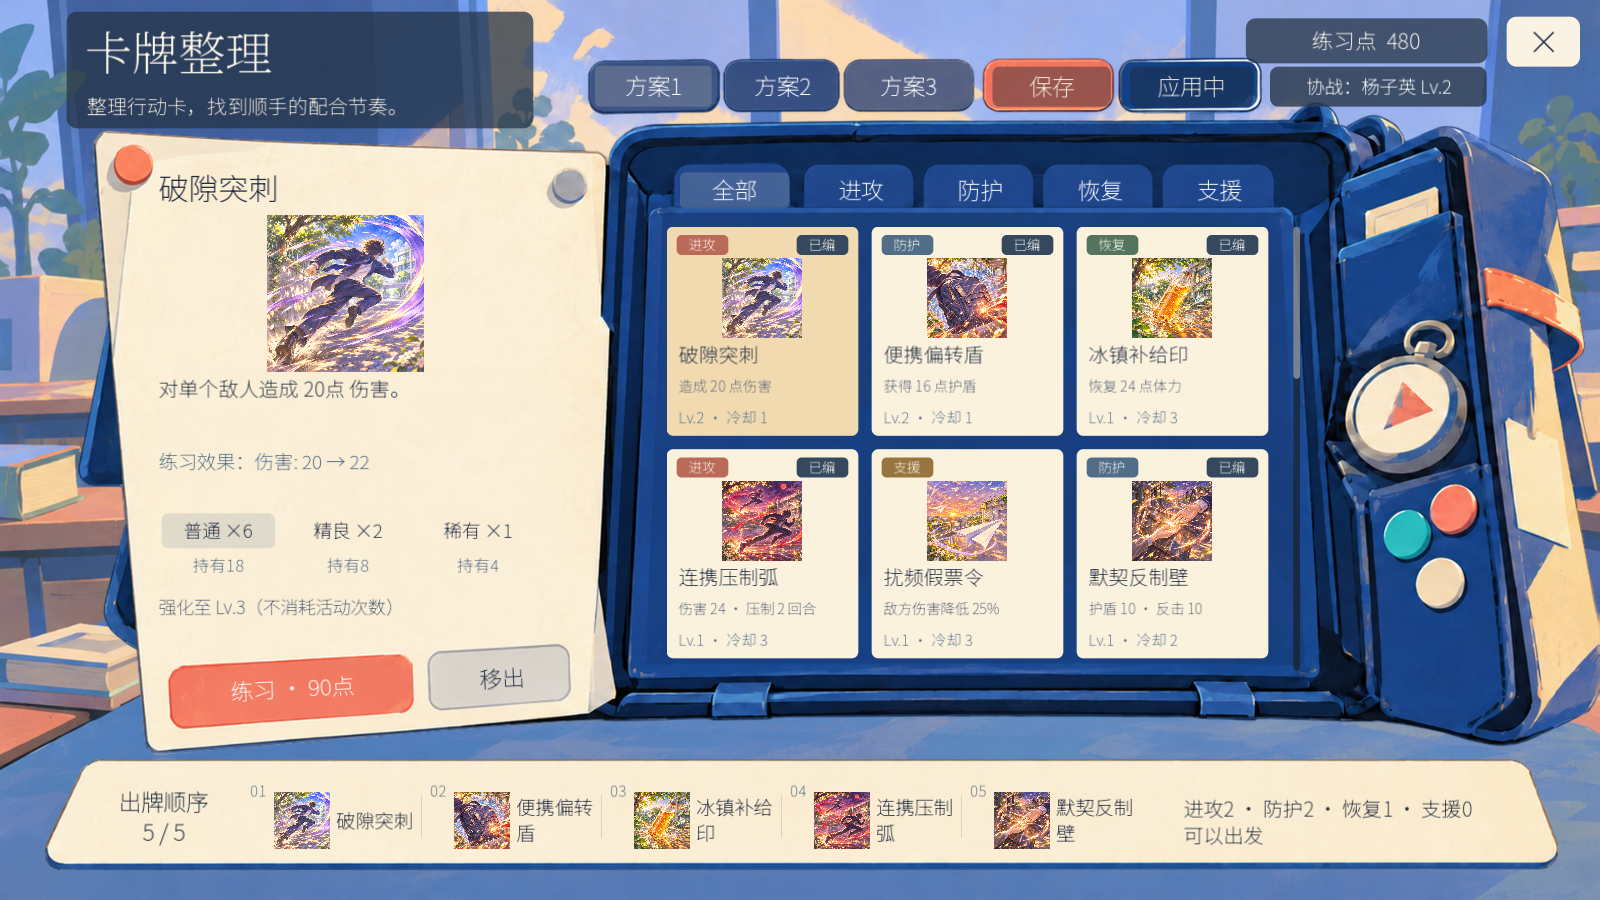 卡牌整理
整理行动卡，找到顺手的配合节奏。
方案1
方案2
方案3
保存
应用中
练习点 480
协战：杨子英 Lv.2
破隙突刺
对单个敌人造成 20点 伤害。
练习效果：伤害: 20 → 22
普通 ×6
精良 ×2
稀有 ×1
持有18
持有8
持有4
强化至 Lv.3（不消耗活动次数）
练习 · 90点
移出
全部
进攻
防护
恢复
支援
进攻
已编
破隙突刺
造成 20 点伤害
Lv.2 · 冷却 1
防护
已编
便携偏转盾
获得 16 点护盾
Lv.2 · 冷却 1
恢复
已编
冰镇补给印
恢复 24 点体力
Lv.1 · 冷却 3
进攻
已编
连携压制弧
伤害 24 · 压制 2 回合
Lv.1 · 冷却 3
支援
扰频假票令
敌方伤害降低 25%
Lv.1 · 冷却 3
防护
已编
默契反制壁
护盾 10 · 反击 10
Lv.1 · 冷却 2
出牌顺序
5 / 5
01
破隙突刺
02
便携偏转
盾
03
冰镇补给
印
04
连携压制
弧
05
默契反制
壁
进攻2 · 防护2 · 恢复1 · 支援0
可以出发